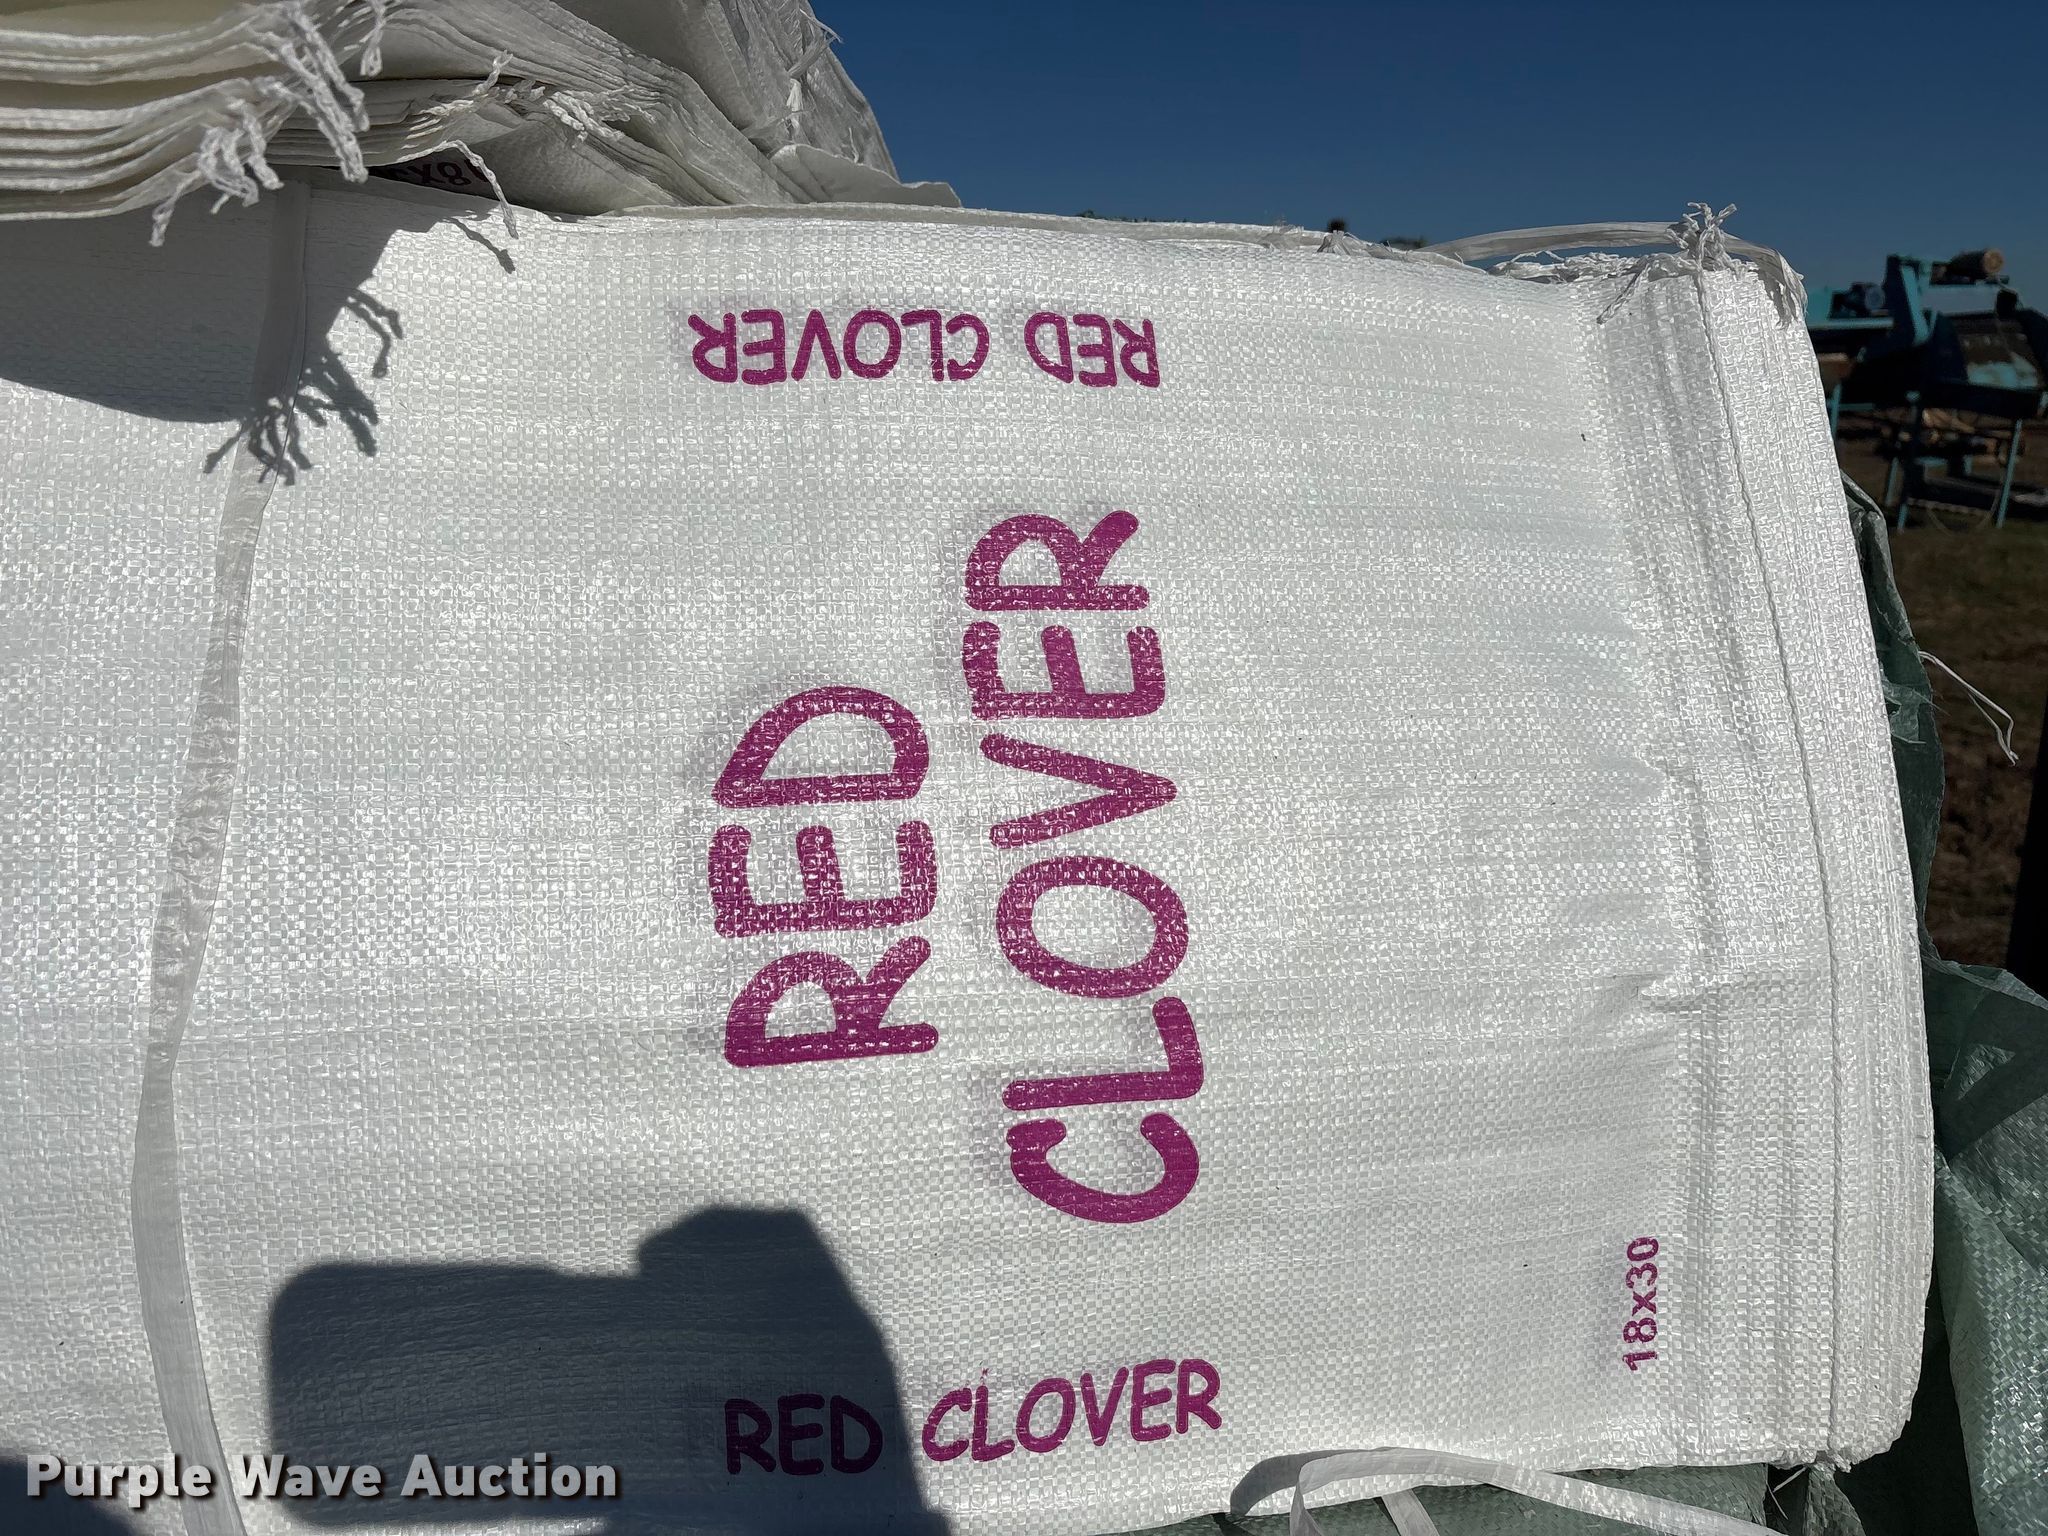 RED CLOVER
RED
CLOVER
18x30
RED CLOVER
Purple Wave Auction